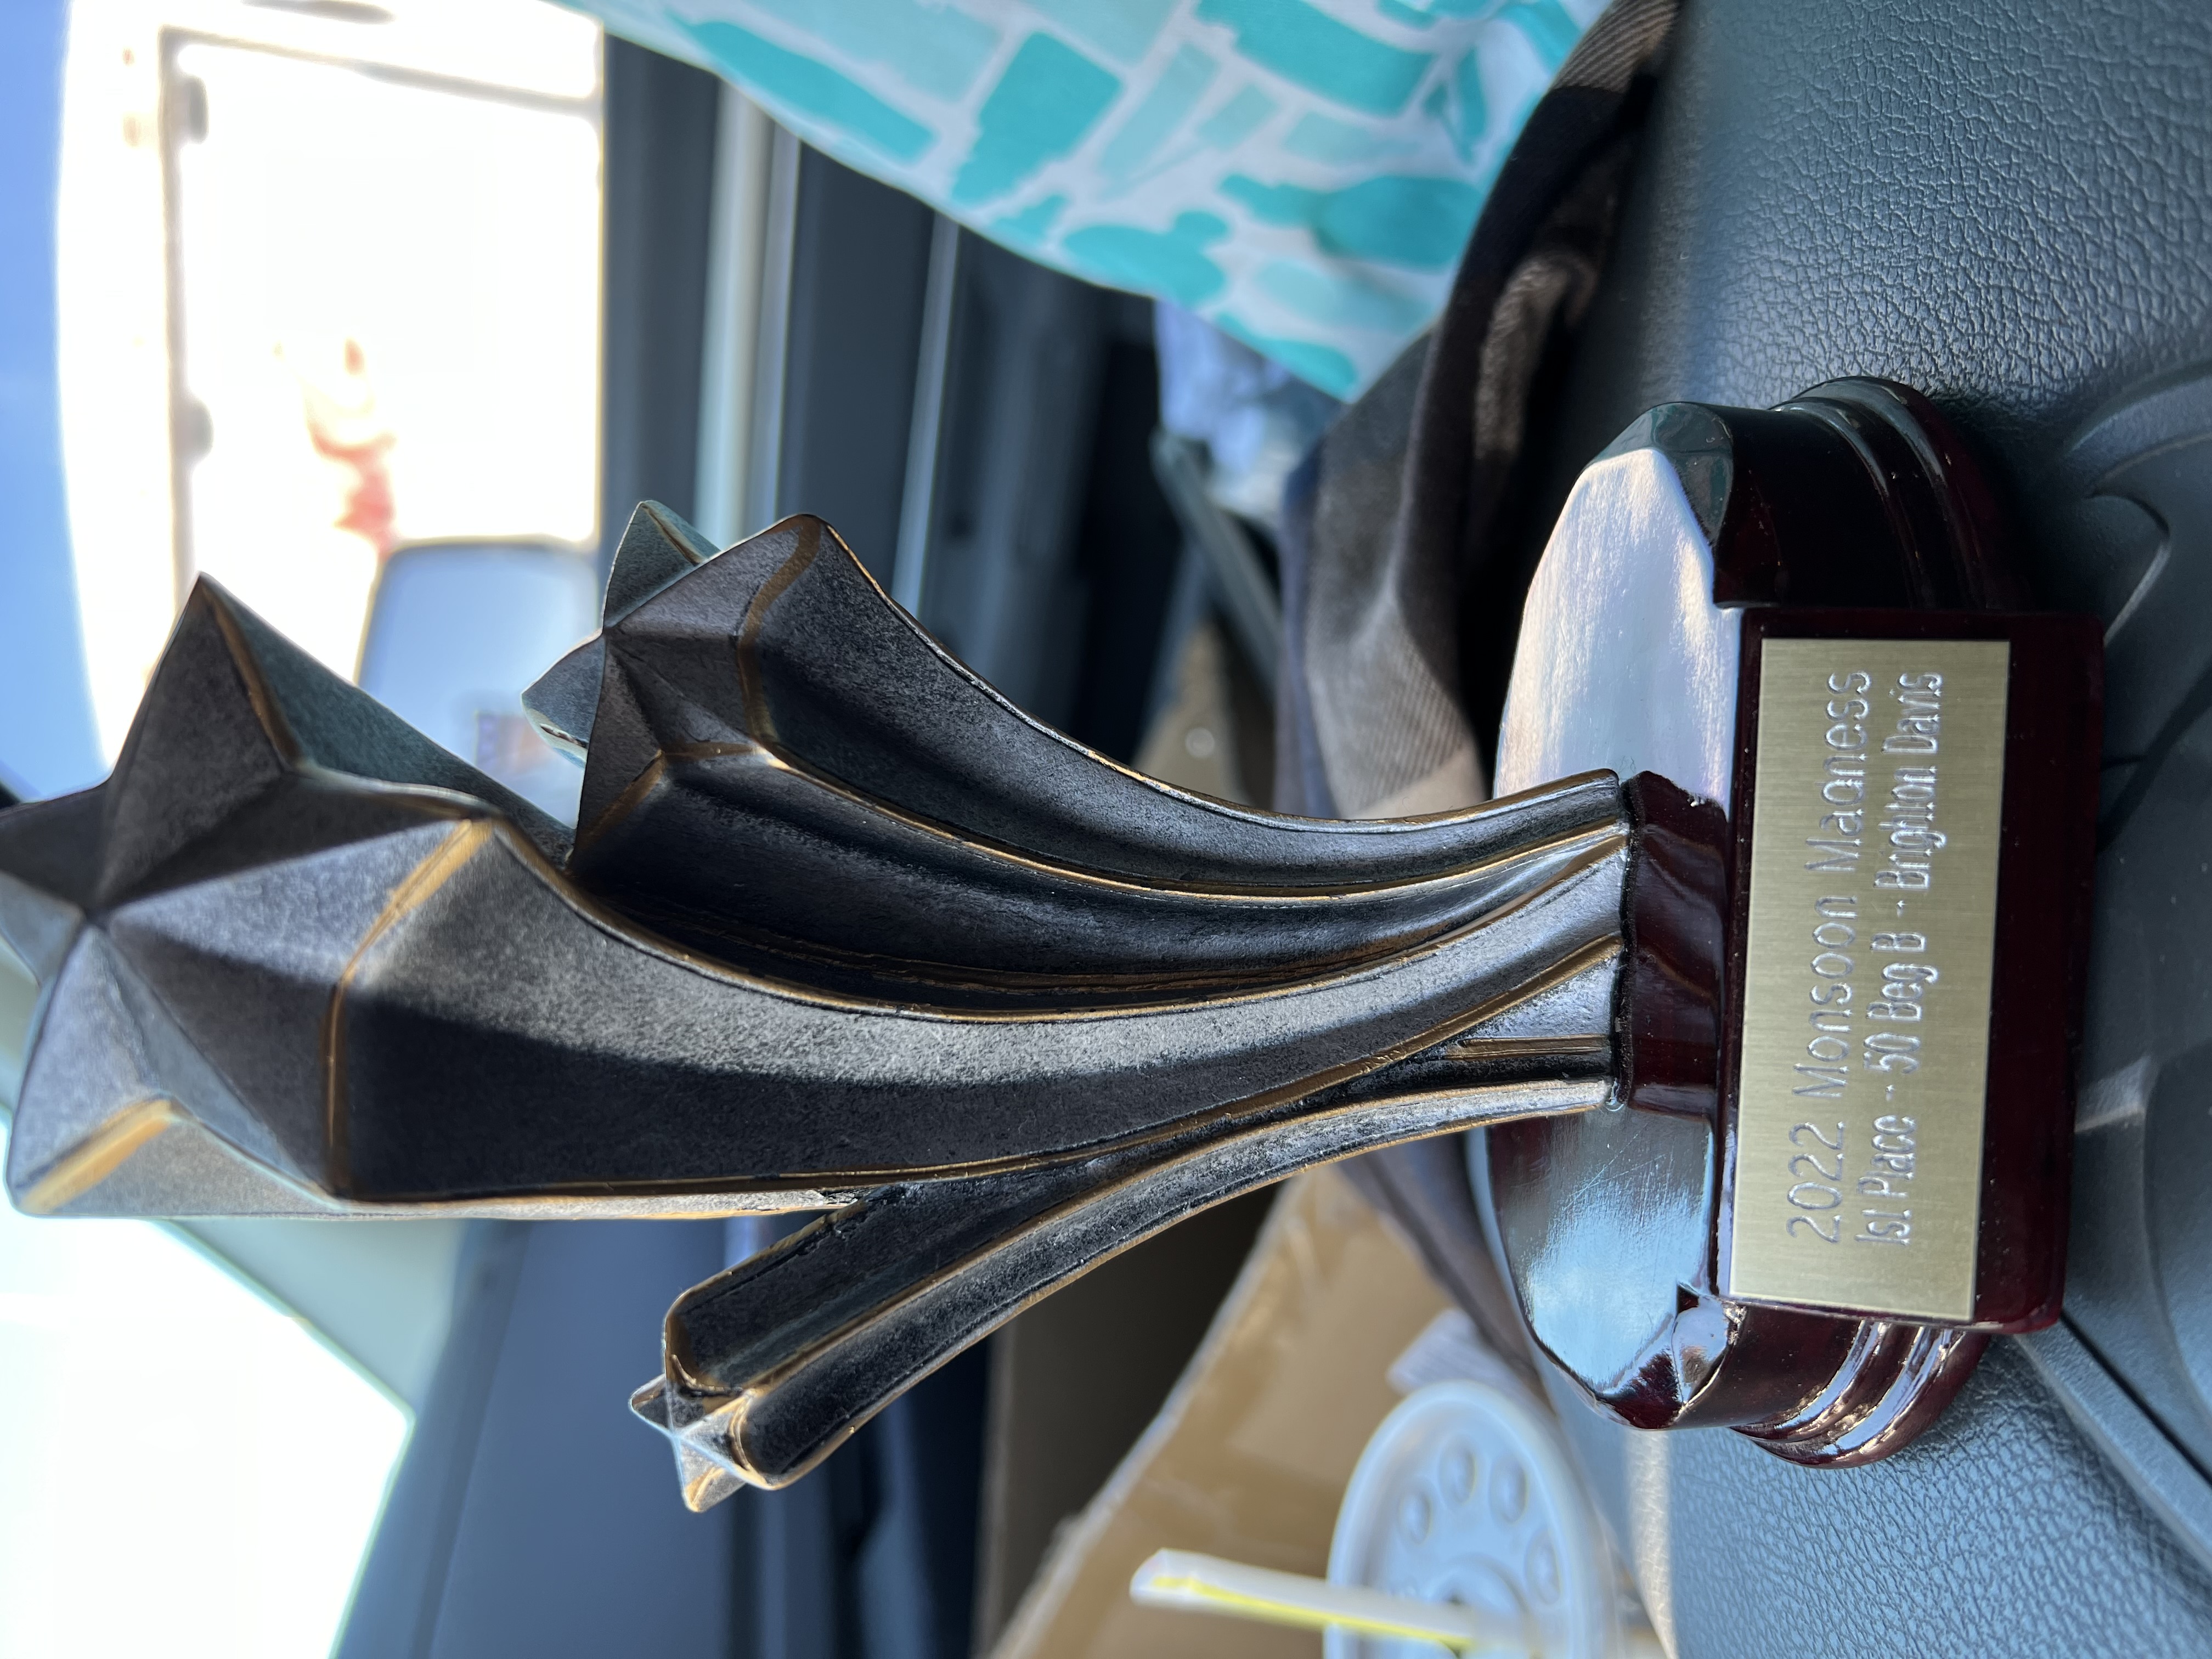 2022 Monsoon Madness
1st Place -- 50 Beg B -- Brighton Davis